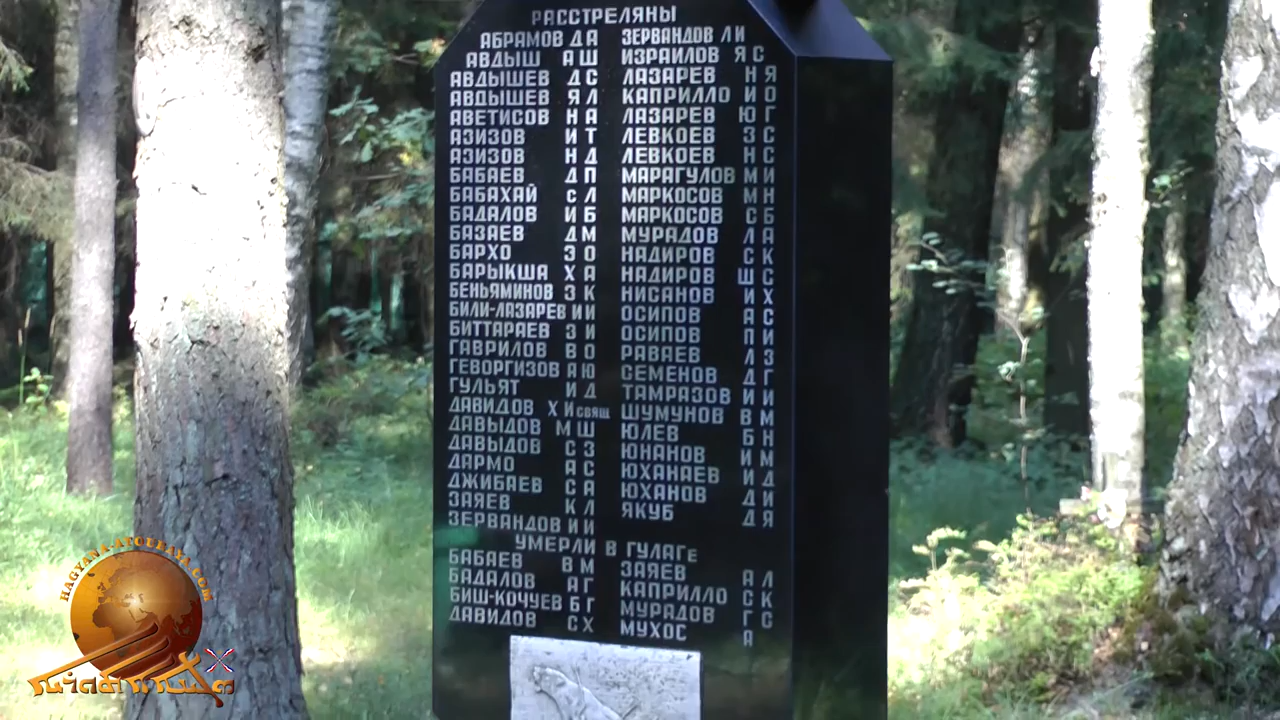 РАССТРЕЛЯНЫ
АБРАМОВ Д А ЗЕРВАНДОВ Л И
АВДЫШ А Ш ИЗРАИЛОВ Я С
АВДЫШЕВ Д С ЛАЗАРЕВ Н Я
АВДЫШЕВ Я Л КАПРИЛЛО И О
АВЕТИСОВ Н А ЛАЗАРЕВ Ю Г
АЗИЗОВ И Т ЛЕВКОЕВ З С
АЗИЗОВ Н Д ЛЕВКОЕВ Н С
БАБАЕВ Д П МАРАГУЛОВ М И
БАБАХАЙ С Л МАРКОСОВ М Н
БАДАЛОВ И Б МАРКОСОВ С Б
БАЗАЕВ Д М МУРАДОВ Л А
БАРХО З О НАДИРОВ С К
БАРЫКША Х А НАДИРОВ Ш С
БЕНЬЯМИНОВ З К НИСАНОВ И Х
БИЛИ-ЛАЗАРЕВ И И ОСИПОВ А С
БИТТАРАЕВ З И ОСИПОВ П И
ГАВРИЛОВ В О РАВАЕВ Л З
ГЕВОРГИЗОВ А Ю СЕМЕНОВ Д Г
ГУЛЬЯТ И Д ТАМРАЗОВ И И
ДАВИДОВ Х И СВЯЩ ШУМУНОВ В М
ДАВЫДОВ М Ш ЮЛЕВ Б Н
ДАВЫДОВ С З ЮНАНОВ И М
ДАРМО А С ЮХАНАЕВ И Д
ДЖИБАЕВ С А ЮХАНОВ Д И
ЗАЯЕВ К Л ЯКУБ Д Я
ЗЕРВАНДОВ И И
УМЕРЛИ В ГУЛАГЕ
БАБАЕВ В М ЗАЯЕВ А Л
БАДАЛОВ А Г КАПРИЛЛО С К
БИШ-КОЧУЕВ Б Г МУРАДОВ Г С
ДАВИДОВ С Х МУХОС А
HAGYANA-ATOURAYA.COM